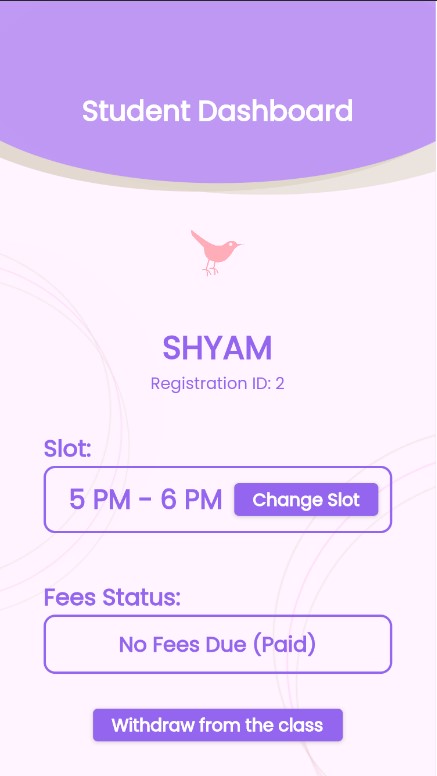 Student Dashboard
SHYAM
Registration ID: 2
Slot:
5 PM - 6 PM Change Slot
Fees Status:
No Fees Due (Paid)
Withdraw from the class